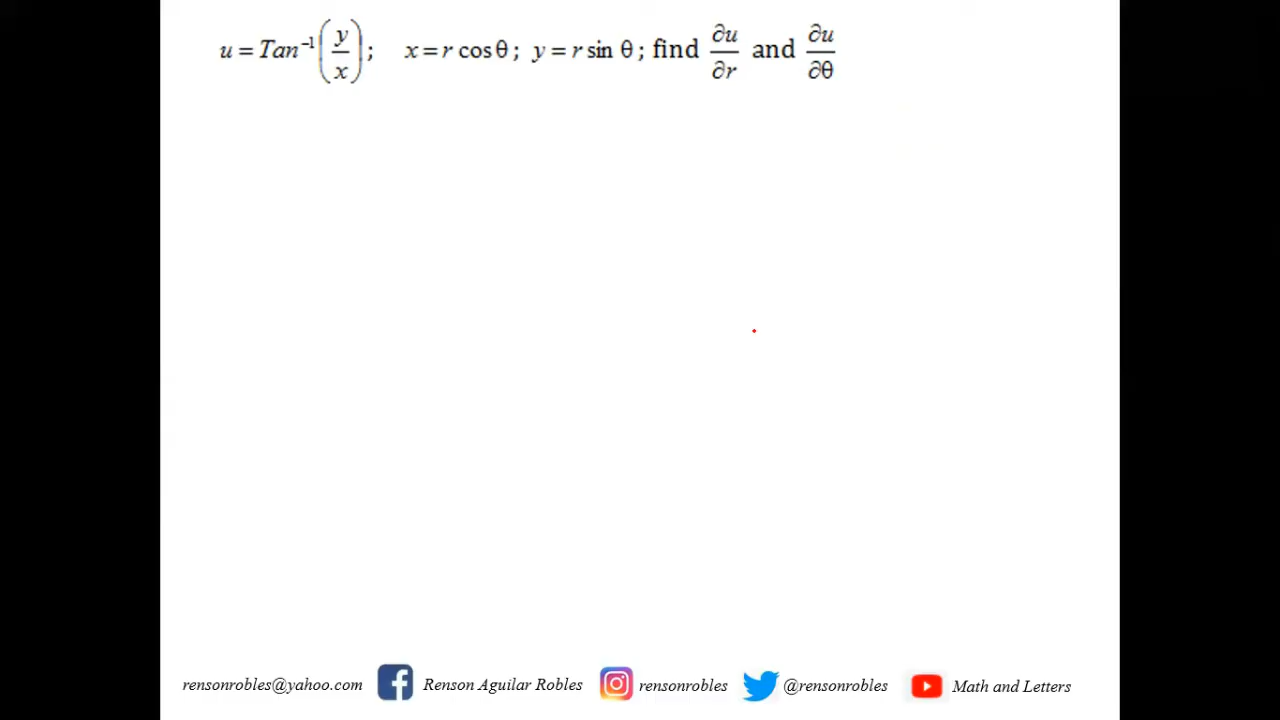 u = Tan⁻¹(y/x); x = r cos θ; y = r sin θ; find ∂u/∂r and ∂u/∂θ
rensonrobles@yahoo.com Renson Aguilar Robles rensonrobles @rensonrobles Math and Letters